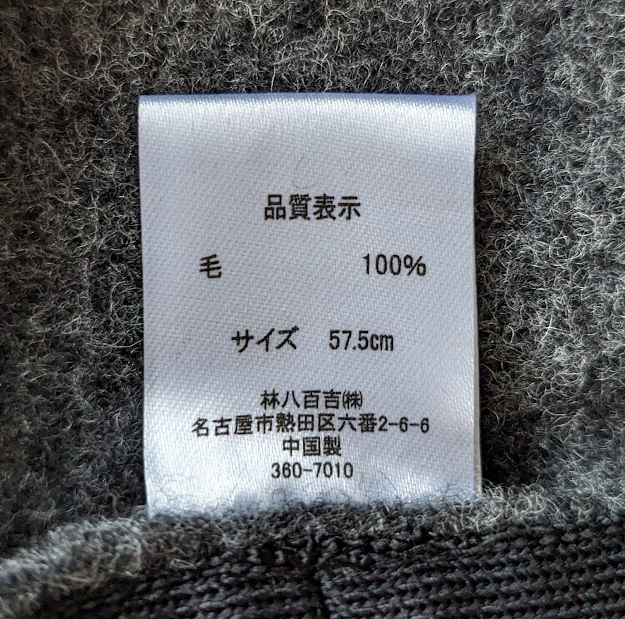 品質表示
毛 100%
サイズ 57.5cm
林八百吉㈱
名古屋市熱田区六番2-6-6
中国製
360-7010